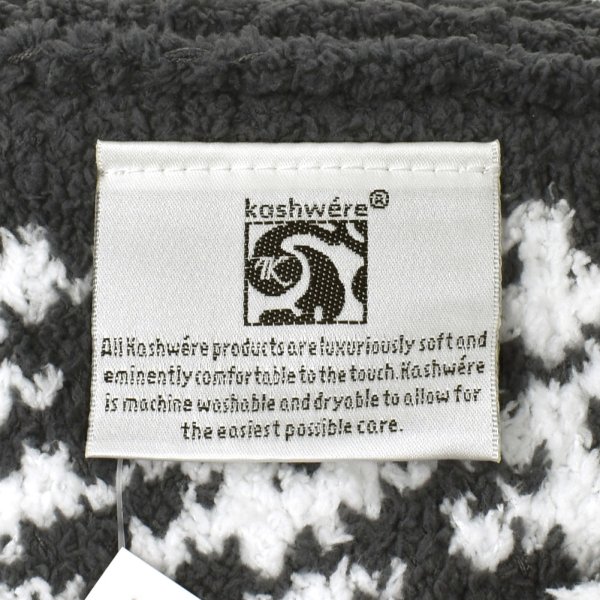 kashwére®
K
All Kashwére products are luxuriously soft and
eminently comfortable to the touch. Kashwére
is machine washable and dryable to allow for
the easiest possible care.